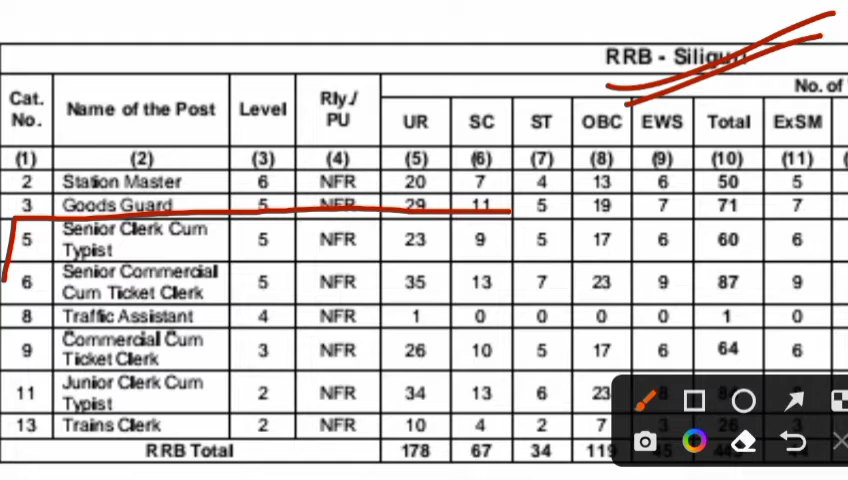 RRB - Siliguri
Cat. No. Name of the Post Level Rly./ PU No. of
UR SC ST OBC EWS Total ExSM
(1) (2) (3) (4) (5) (6) (7) (8) (9) (10) (11)
2 Station Master 6 NFR 20 7 4 13 6 50 5
3 Goods Guard 5 NFR 29 11 5 19 7 71 7
5 Senior Clerk Cum Typist 5 NFR 23 9 5 17 6 60 6
6 Senior Commercial Cum Ticket Clerk 5 NFR 35 13 7 23 9 87 9
8 Traffic Assistant 4 NFR 1 0 0 0 0 1 0
9 Commercial Cum Ticket Clerk 3 NFR 26 10 5 17 6 64 6
11 Junior Clerk Cum Typist 2 NFR 34 13 6 23 8
13 Trains Clerk 2 NFR 10 4 2 7 3 26 3
RRB Total 178 67 34 119